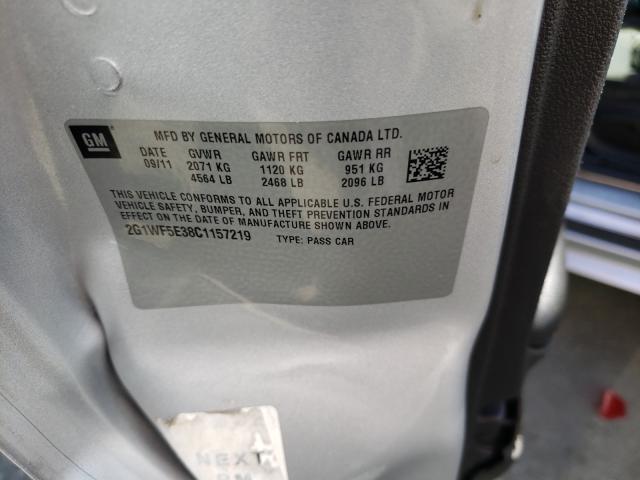 GM
MFD BY GENERAL MOTORS OF CANADA LTD.
DATE GVWR GAWR FRT GAWR RR
09/11 2071 KG 1120 KG 951 KG
4564 LB 2468 LB 2096 LB
THIS VEHICLE CONFORMS TO ALL APPLICABLE U.S. FEDERAL MOTOR
VEHICLE SAFETY, BUMPER, AND THEFT PREVENTION STANDARDS IN
EFFECT ON THE DATE OF MANUFACTURE SHOWN ABOVE.
2G1WF5E38C1157219 TYPE: PASS CAR
NEXT